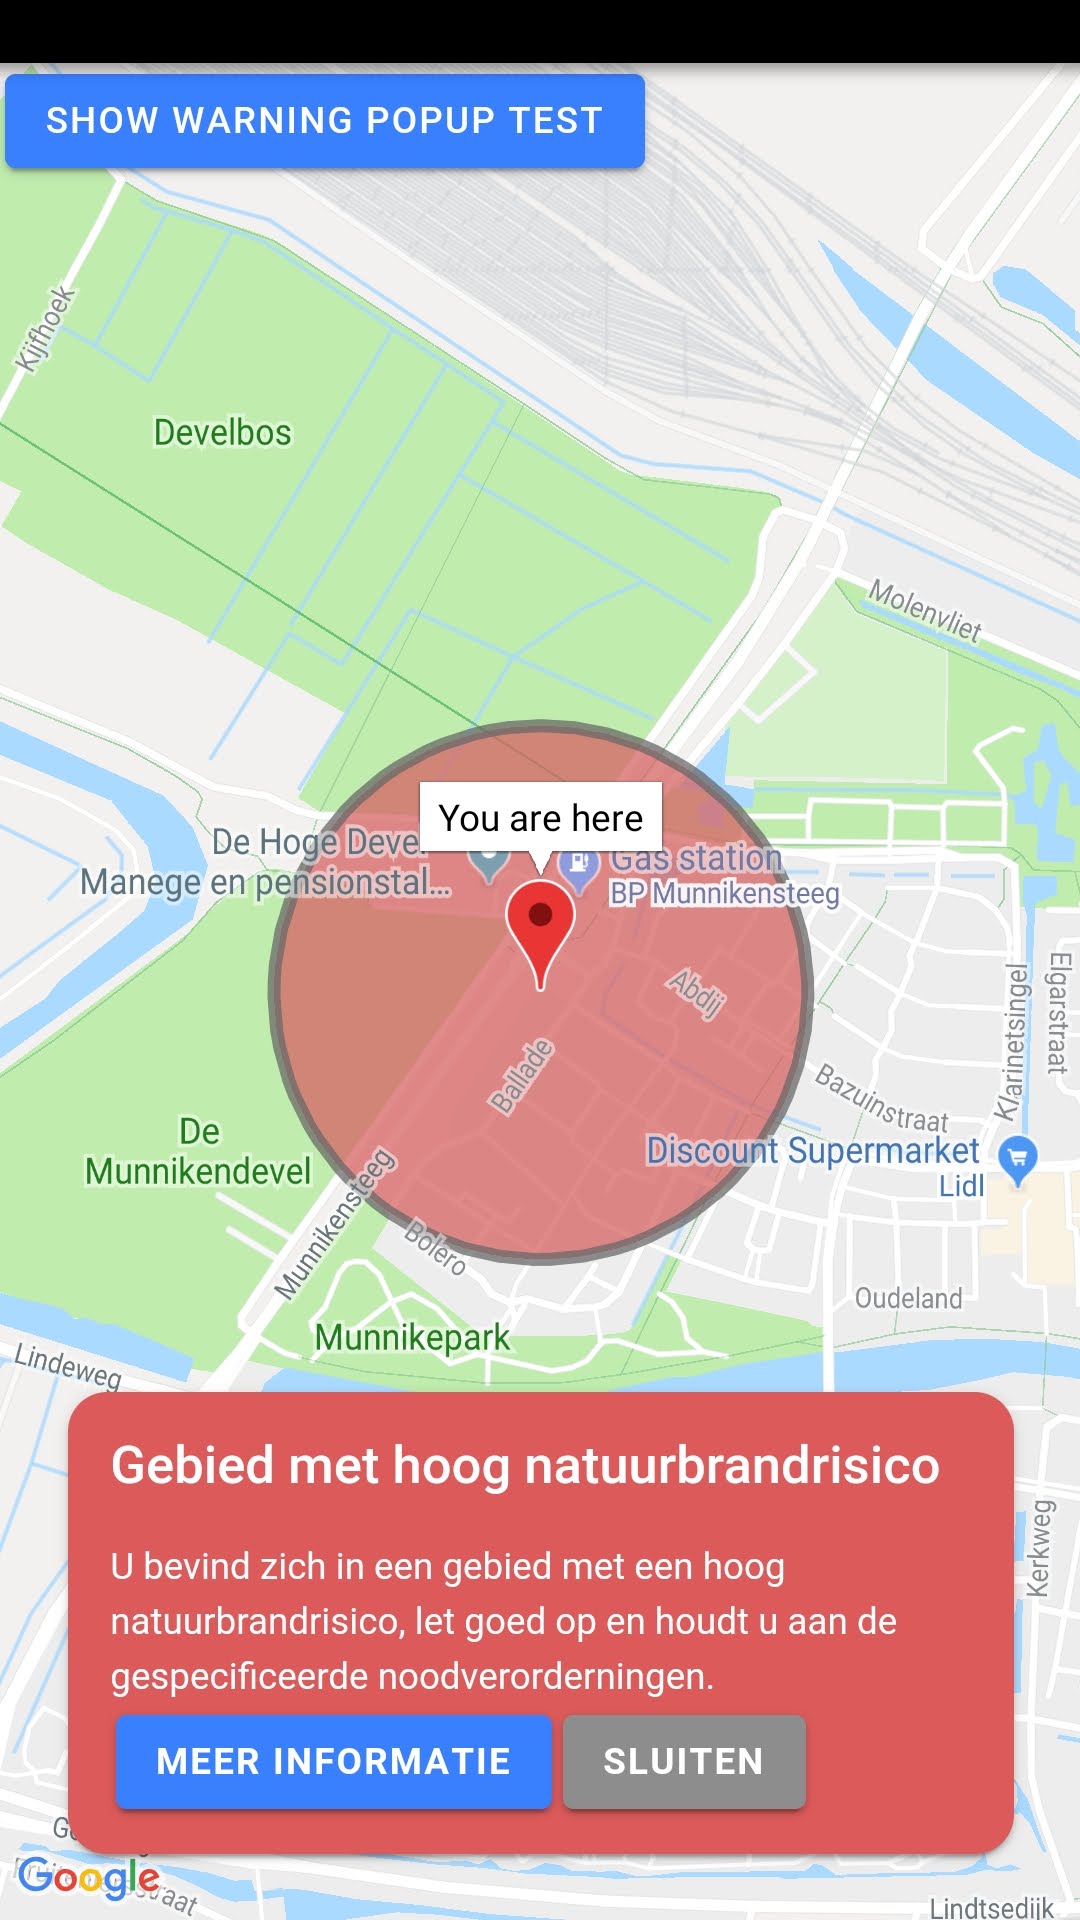 SHOW WARNING POPUP TEST
Kijfhoek
Develbos
Molenvliet
You are here
De Hoge Devel
Manege en pensionstal...
Gas station
BP Munnikensteeg
Abdij
Elgarstraat
Klarinetsingel
Ballade
Bazuinstraat
De
Munnikendevel
Discount Supermarket
Lidl
Munnikensteeg
Bolero
Oudeland
Munnikepark
Lindeweg
Gebied met hoog natuurbrandrisico
Kerkweg
U bevind zich in een gebied met een hoog
natuurbrandrisico, let goed op en houdt u aan de
gespecificeerde noodverorderningen.
MEER INFORMATIE
SLUITEN
Google
Lindtsedijk